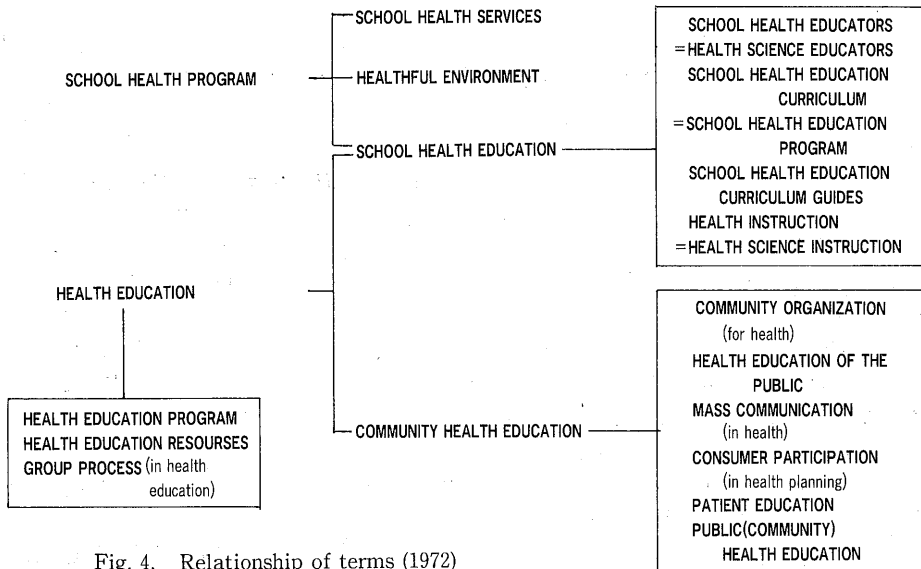 SCHOOL HEALTH PROGRAM
SCHOOL HEALTH SERVICES
HEALTHFUL ENVIRONMENT
SCHOOL HEALTH EDUCATION
SCHOOL HEALTH EDUCATORS
=HEALTH SCIENCE EDUCATORS
SCHOOL HEALTH EDUCATION
CURRICULUM
=SCHOOL HEALTH EDUCATION
PROGRAM
SCHOOL HEALTH EDUCATION
CURRICULUM GUIDES
HEALTH INSTRUCTION
=HEALTH SCIENCE INSTRUCTION
HEALTH EDUCATION
HEALTH EDUCATION PROGRAM
HEALTH EDUCATION RESOURSES
GROUP PROCESS (in health
education)
COMMUNITY HEALTH EDUCATION
COMMUNITY ORGANIZATION
(for health)
HEALTH EDUCATION OF THE
PUBLIC
MASS COMMUNICATION
(in health)
CONSUMER PARTICIPATION
(in health planning)
PATIENT EDUCATION
PUBLIC(COMMUNITY)
HEALTH EDUCATION
Fig. 4. Relationship of terms (1972)